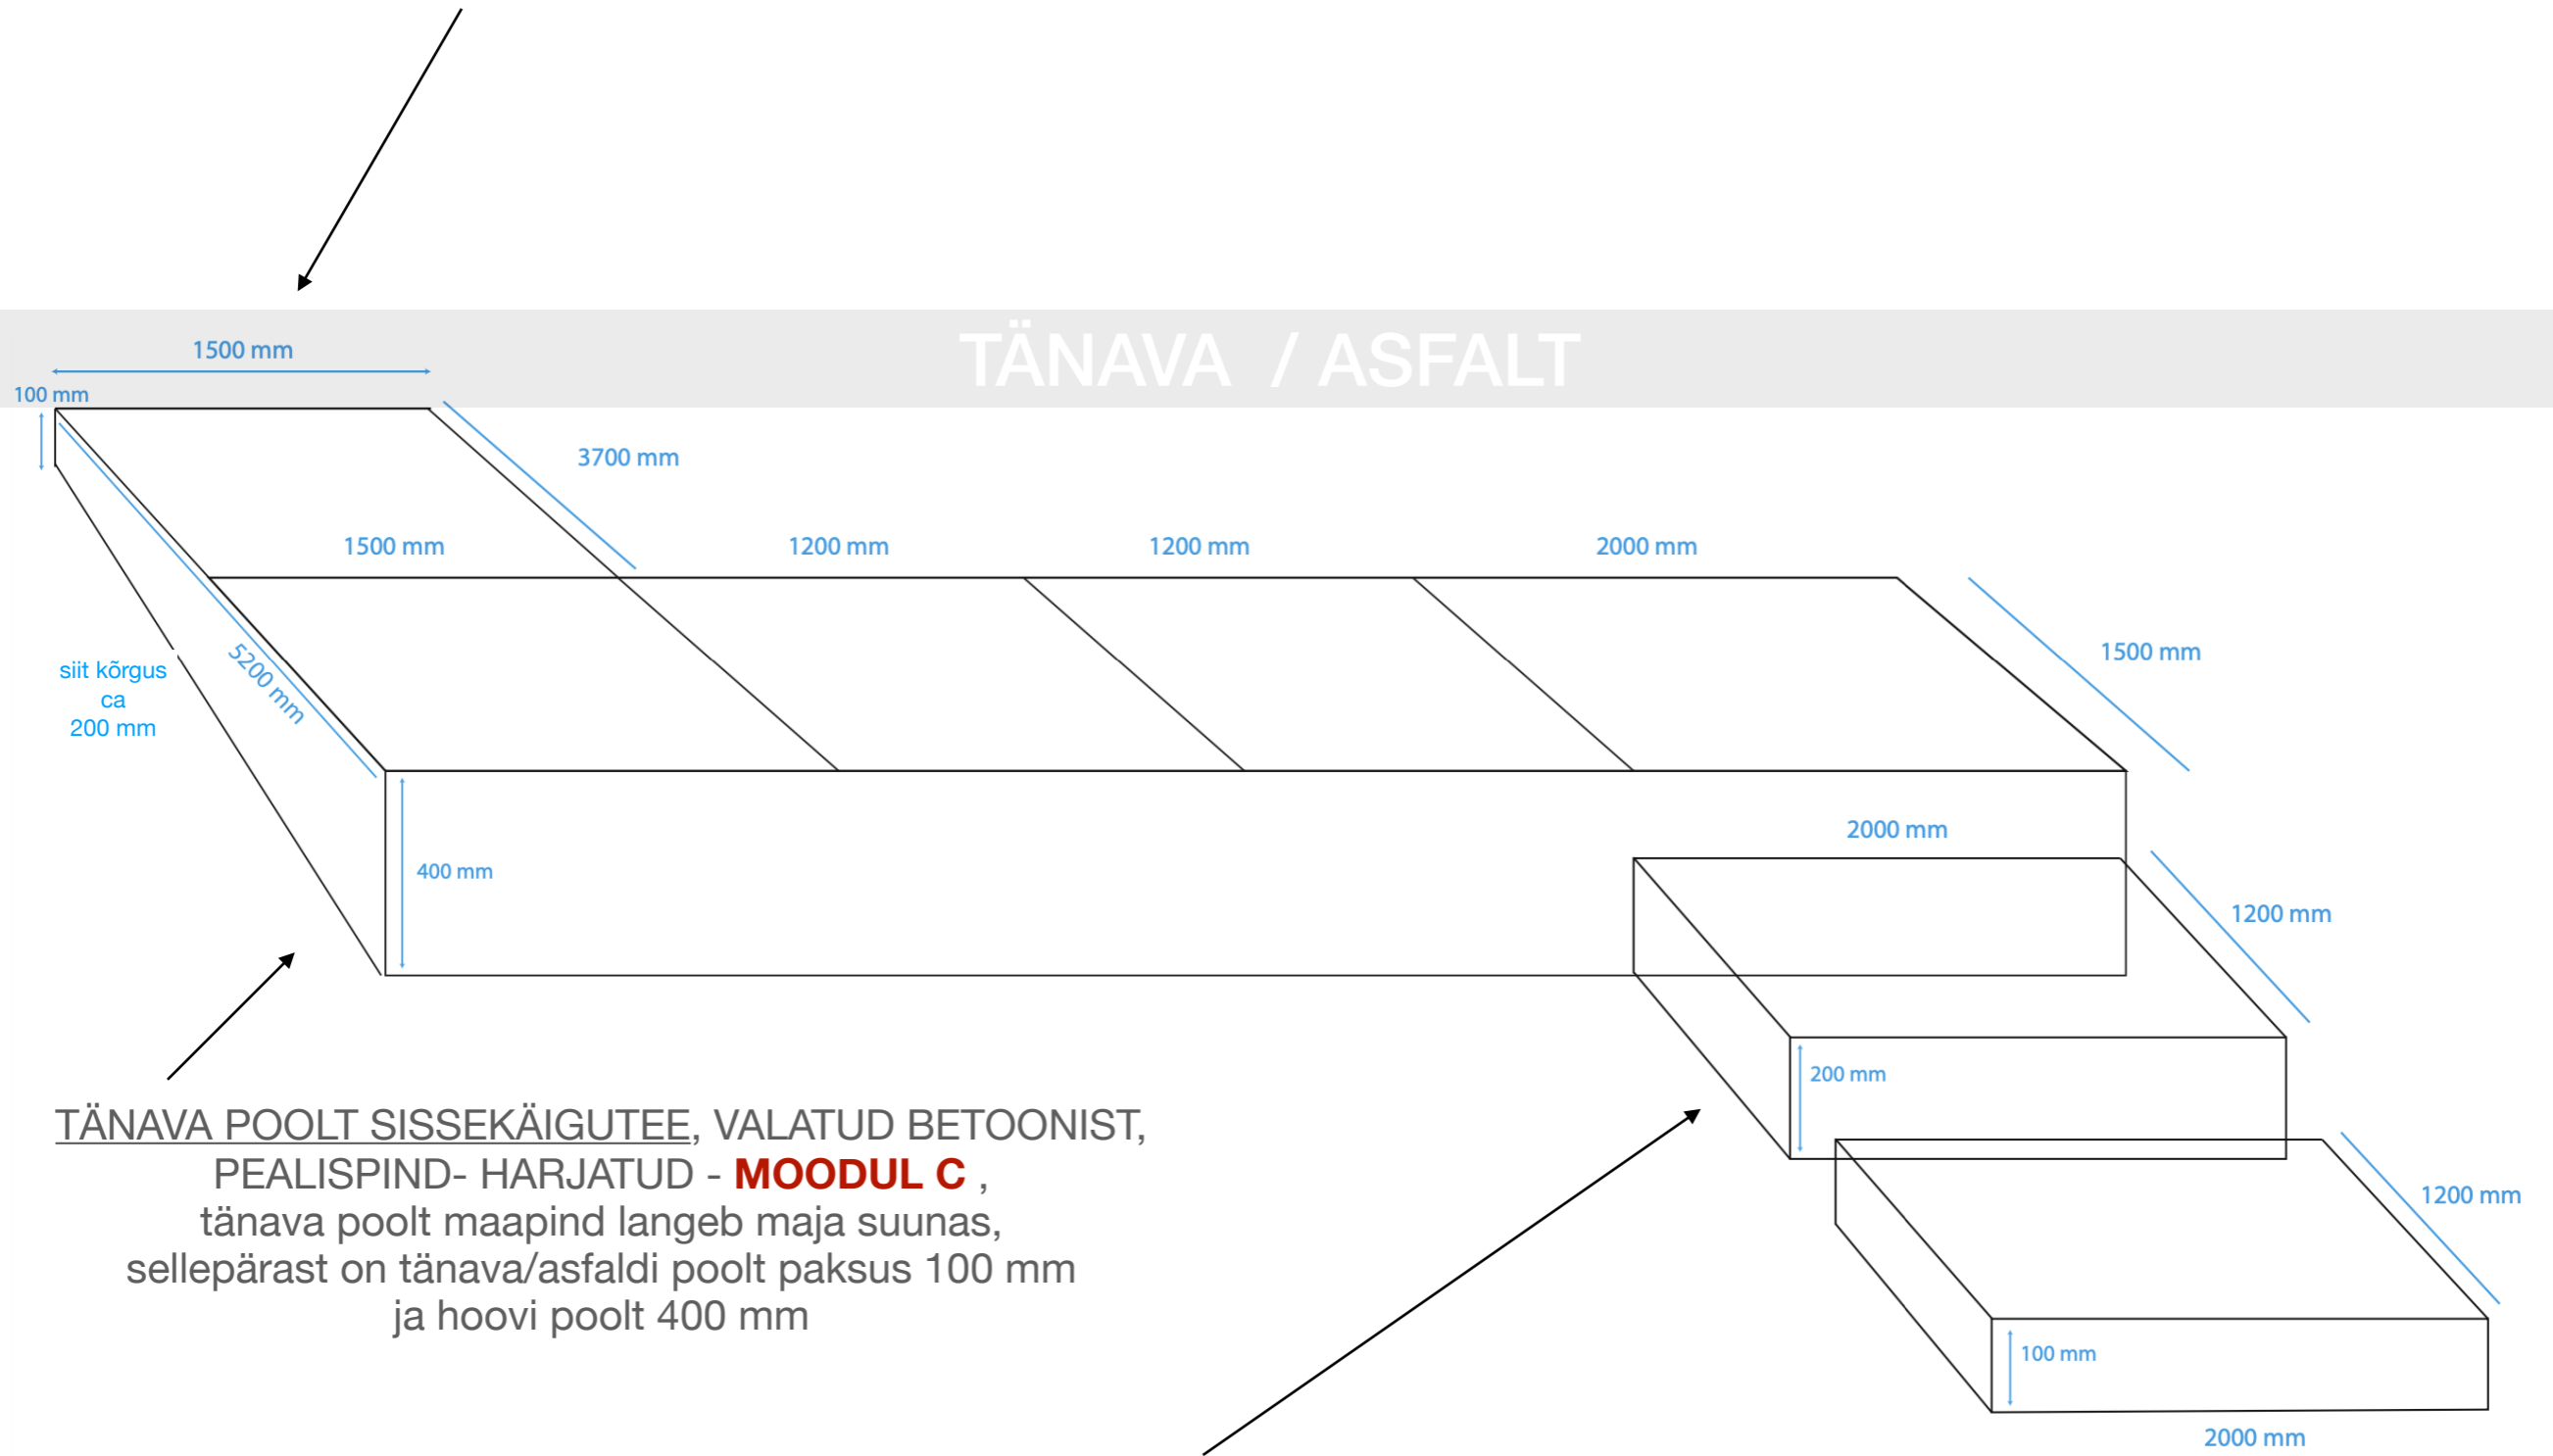 TÄNAVA / ASFALT
1500 mm
100 mm
3700 mm
1500 mm
1200 mm
1200 mm
2000 mm
1500 mm
siit kõrgus
ca
200 mm
5200 mm
2000 mm
400 mm
1200 mm
200 mm
TÄNAVA POOLT SISSEKÄIGUTEE, VALATUD BETOONIST,
PEALISPIND- HARJATUD - MOODUL C ,
tänava poolt maapind langeb maja suunas,
sellepärast on tänava/asfaldi poolt paksus 100 mm
ja hoovi poolt 400 mm
1200 mm
100 mm
2000 mm